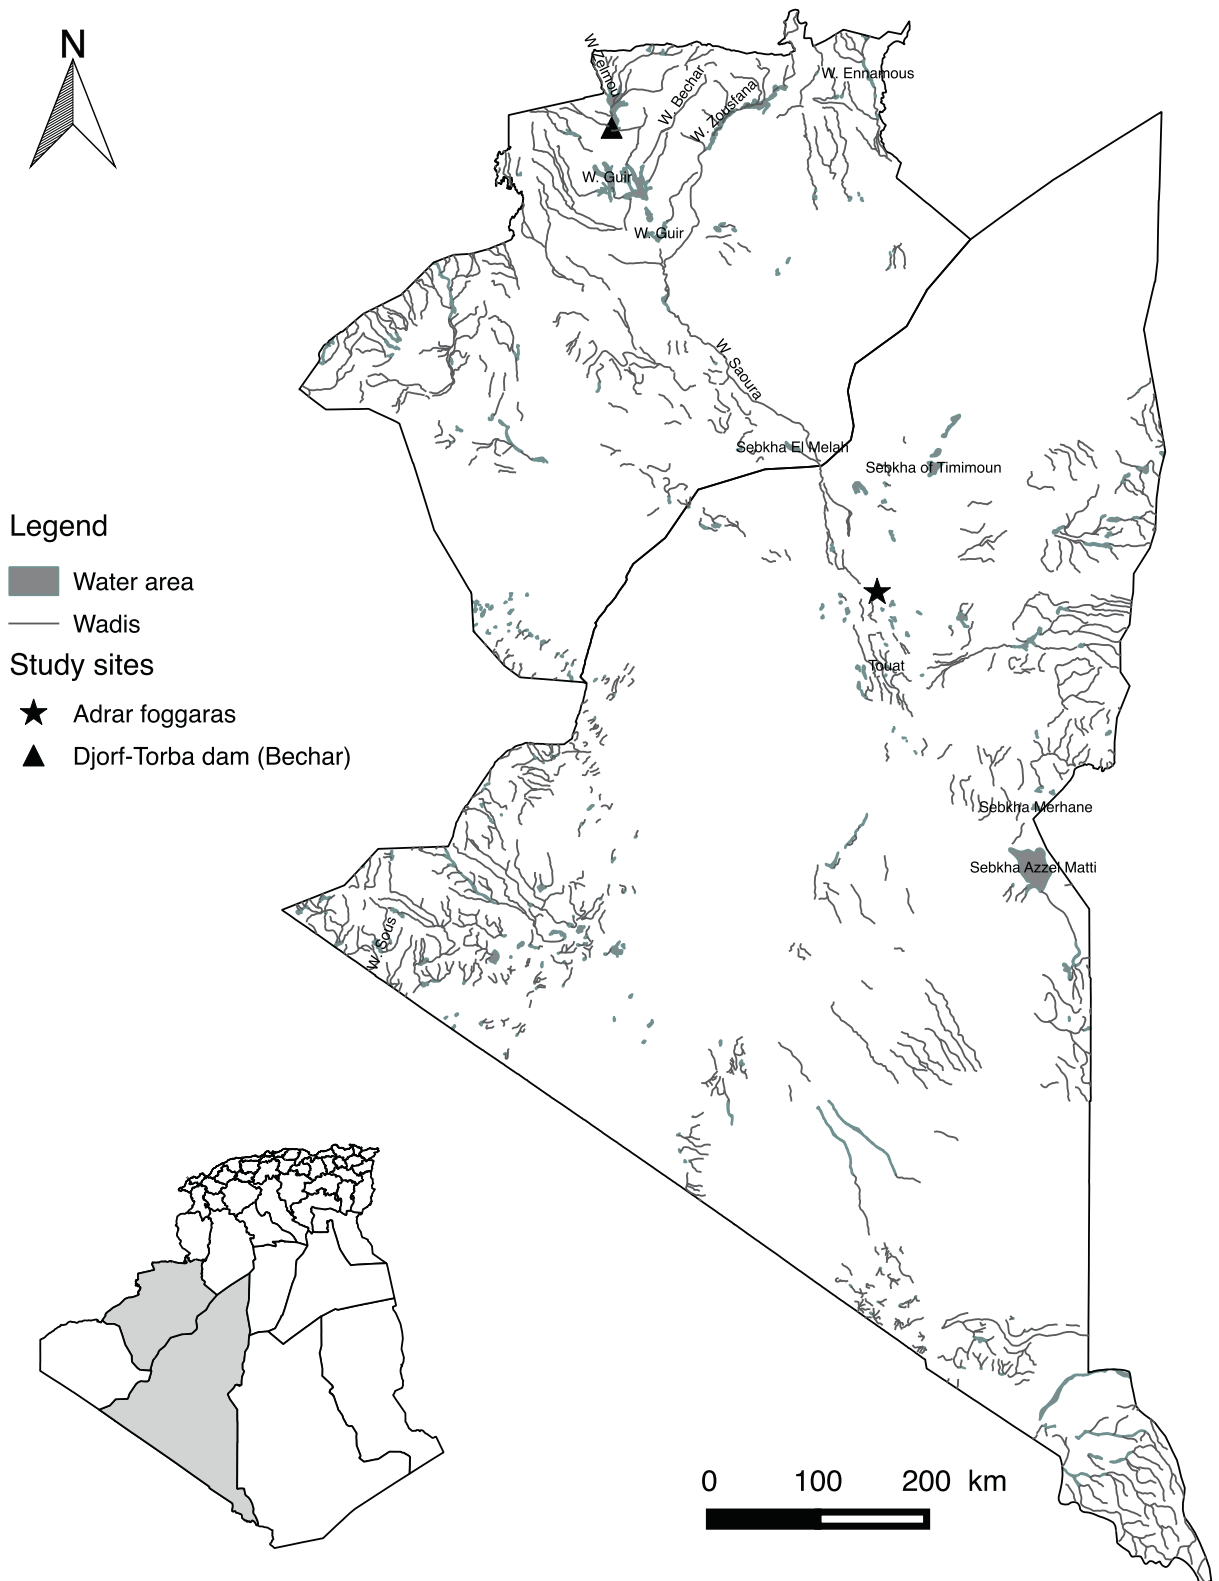 N
W. Zelmou
W. Bechar
W. Zousfana
W. Ennamous
W. Guir
W. Guir
W. Saoura
Sebkha El Melah
Sebkha of Timimoun
Legend
Water area
Wadis
Study sites
Adrar foggaras
Djorf-Torba dam (Bechar)
Touat
Sebkha Merhane
Sebkha Azzel Matti
W. Sous
0 100 200 km